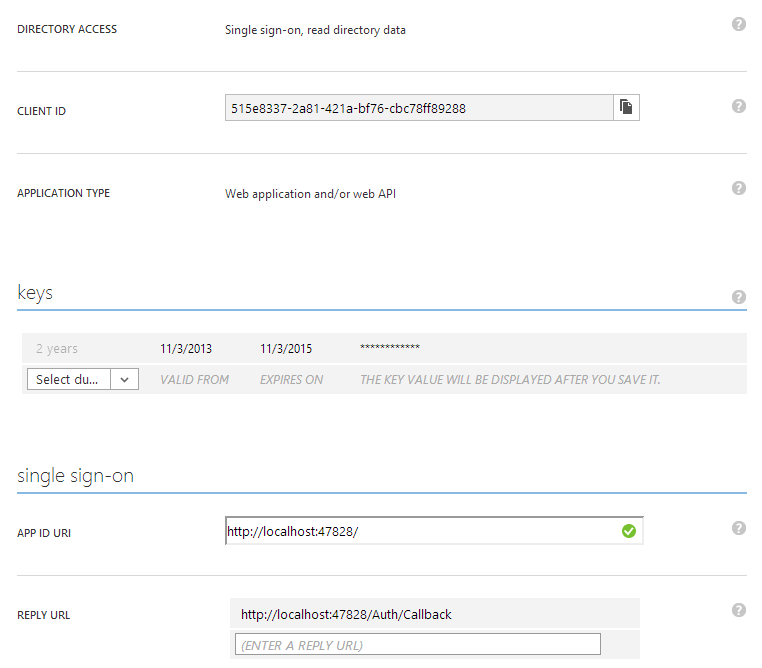 DIRECTORY ACCESS Single sign-on, read directory data ?
CLIENT ID 515e8337-2a81-421a-bf76-cbc78ff89288 ?
APPLICATION TYPE Web application and/or web API ?
keys ?
2 years 11/3/2013 11/3/2015 ************
Select du... VALID FROM EXPIRES ON THE KEY VALUE WILL BE DISPLAYED AFTER YOU SAVE IT.
single sign-on
APP ID URI http://localhost:47828/ ?
REPLY URL http://localhost:47828/Auth/Callback ?
(ENTER A REPLY URL)